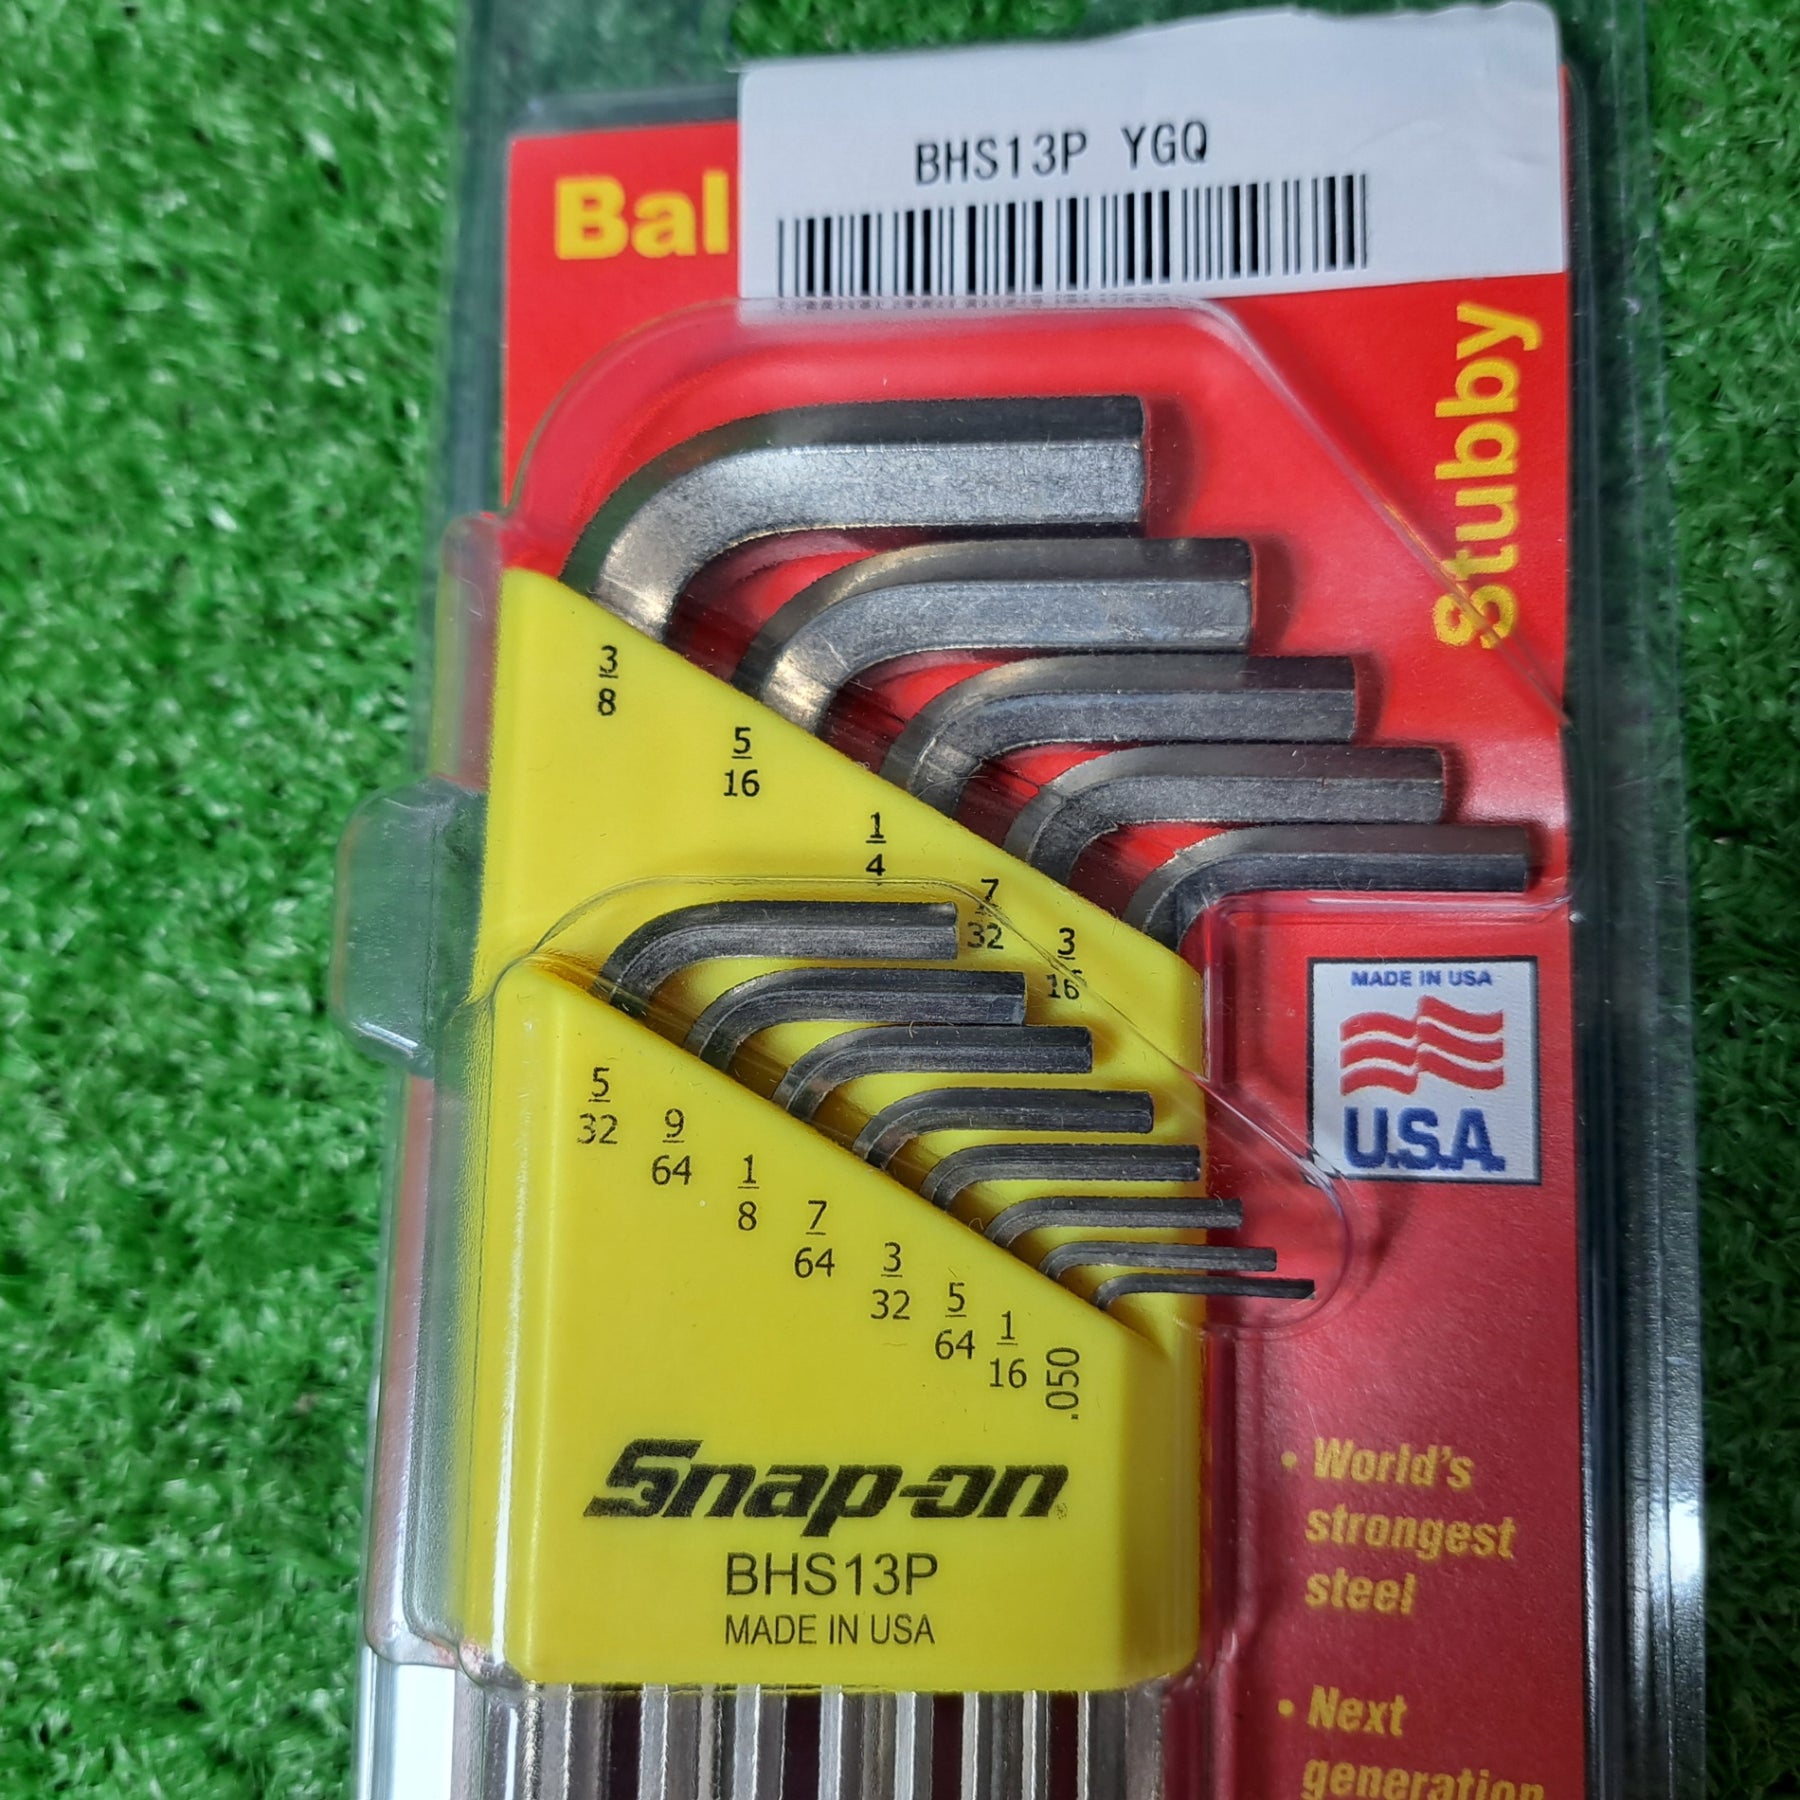 BHS13P YGQ
Bal
Stubby
3/8
5/16
1/4
7/32
3/16
MADE IN USA
U.S.A.
5/32
9/64
1/8
7/64
3/32
5/64
1/16
.050
Snap-on
BHS13P
MADE IN USA
• World's
strongest
steel
• Next
generation